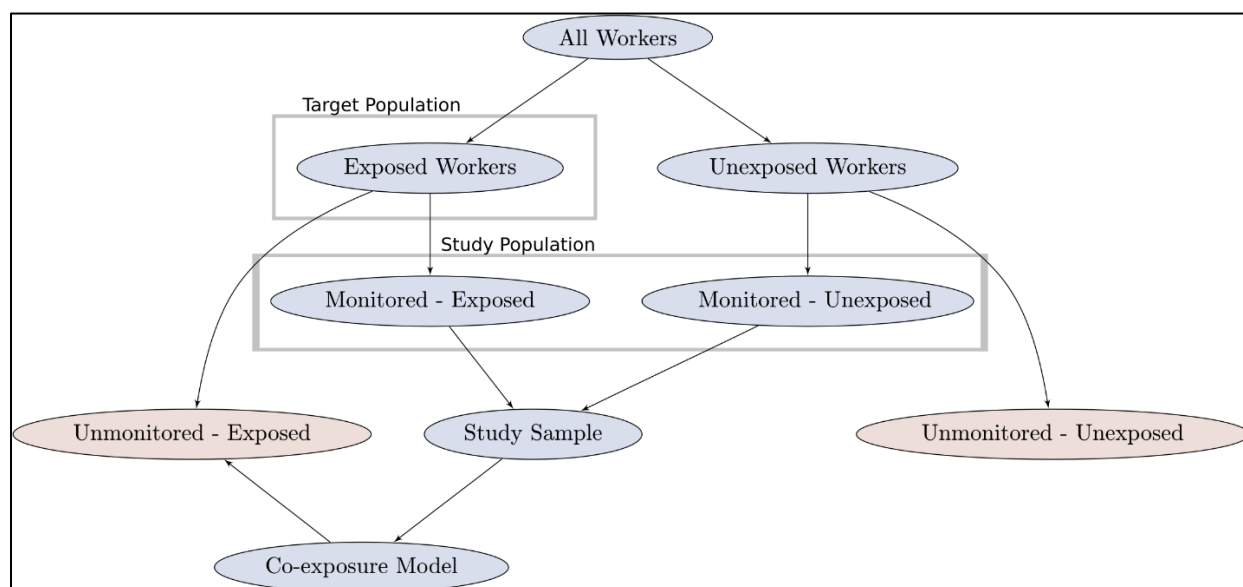 All Workers
Target Population
Exposed Workers
Unexposed Workers
Study Population
Monitored - Exposed
Monitored - Unexposed
Unmonitored - Exposed
Study Sample
Unmonitored - Unexposed
Co-exposure Model